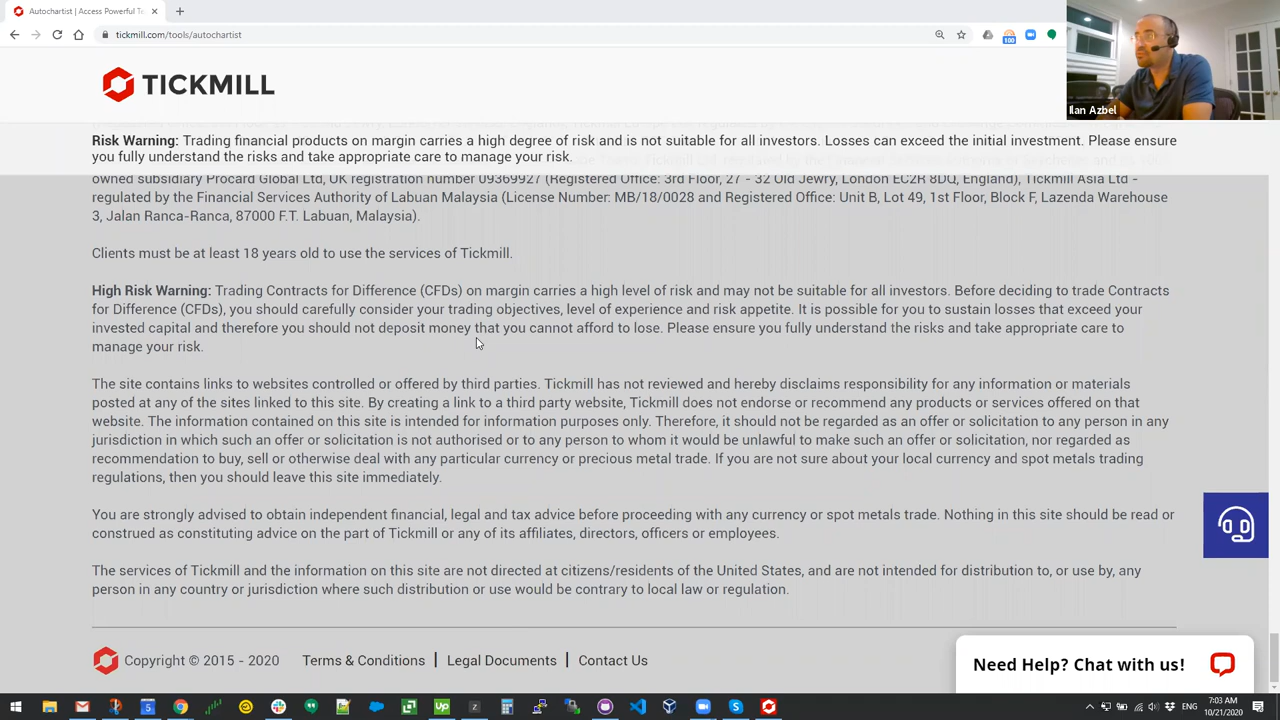 Autochartist | Access Powerful Te
tickmill.com/tools/autochartist
100
Ilan Azbel
TICKMILL
Risk Warning: Trading financial products on margin carries a high degree of risk and is not suitable for all investors. Losses can exceed the initial investment. Please ensure
you fully understand the risks and take appropriate care to manage your risk.
owned subsidiary Procard Global Ltd, UK registration number 09369927 (Registered Office: 3rd Floor, 27 - 32 Old Jewry, London EC2R 8DQ, England), Tickmill Asia Ltd -
regulated by the Financial Services Authority of Labuan Malaysia (License Number: MB/18/0028 and Registered Office: Unit B, Lot 49, 1st Floor, Block F, Lazenda Warehouse
3, Jalan Ranca-Ranca, 87000 F.T. Labuan, Malaysia).
Clients must be at least 18 years old to use the services of Tickmill.
High Risk Warning: Trading Contracts for Difference (CFDs) on margin carries a high level of risk and may not be suitable for all investors. Before deciding to trade Contracts
for Difference (CFDs), you should carefully consider your trading objectives, level of experience and risk appetite. It is possible for you to sustain losses that exceed your
invested capital and therefore you should not deposit money that you cannot afford to lose. Please ensure you fully understand the risks and take appropriate care to
manage your risk.
The site contains links to websites controlled or offered by third parties. Tickmill has not reviewed and hereby disclaims responsibility for any information or materials
posted at any of the sites linked to this site. By creating a link to a third party website, Tickmill does not endorse or recommend any products or services offered on that
website. The information contained on this site is intended for information purposes only. Therefore, it should not be regarded as an offer or solicitation to any person in any
jurisdiction in which such an offer or solicitation is not authorised or to any person to whom it would be unlawful to make such an offer or solicitation, nor regarded as
recommendation to buy, sell or otherwise deal with any particular currency or precious metal trade. If you are not sure about your local currency and spot metals trading
regulations, then you should leave this site immediately.
You are strongly advised to obtain independent financial, legal and tax advice before proceeding with any currency or spot metals trade. Nothing in this site should be read or
construed as constituting advice on the part of Tickmill or any of its affiliates, directors, officers or employees.
The services of Tickmill and the information on this site are not directed at citizens/residents of the United States, and are not intended for distribution to, or use by, any
person in any country or jurisdiction where such distribution or use would be contrary to local law or regulation.
Copyright © 2015 - 2020 Terms & Conditions | Legal Documents | Contact Us
Need Help? Chat with us!
7:03 AM
10/21/2020